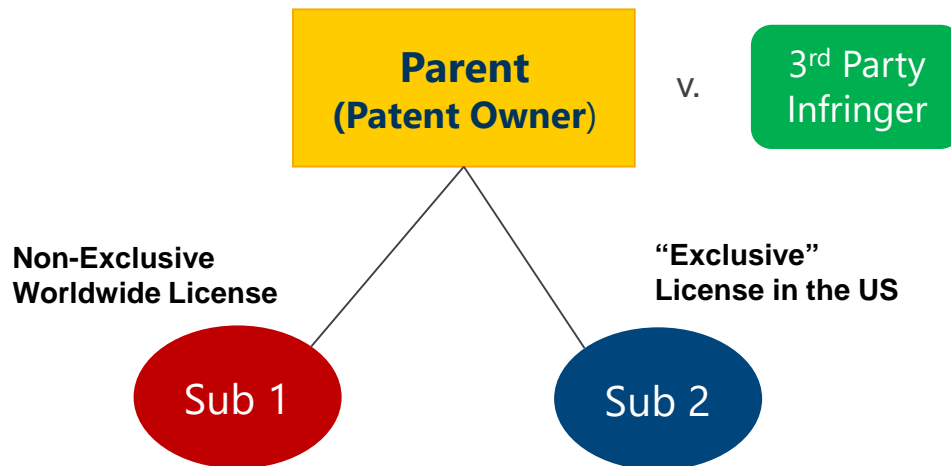 Parent
(Patent Owner)
v.
3rd Party
Infringer
Non-Exclusive
Worldwide License
“Exclusive”
License in the US
Sub 1
Sub 2